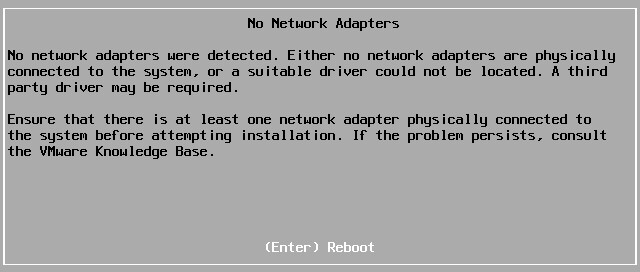 No Network Adapters
No network adapters were detected. Either no network adapters are physically
connected to the system, or a suitable driver could not be located. A third
party driver may be required.
Ensure that there is at least one network adapter physically connected to
the system before attempting installation. If the problem persists, consult
the VMware Knowledge Base.
(Enter) Reboot